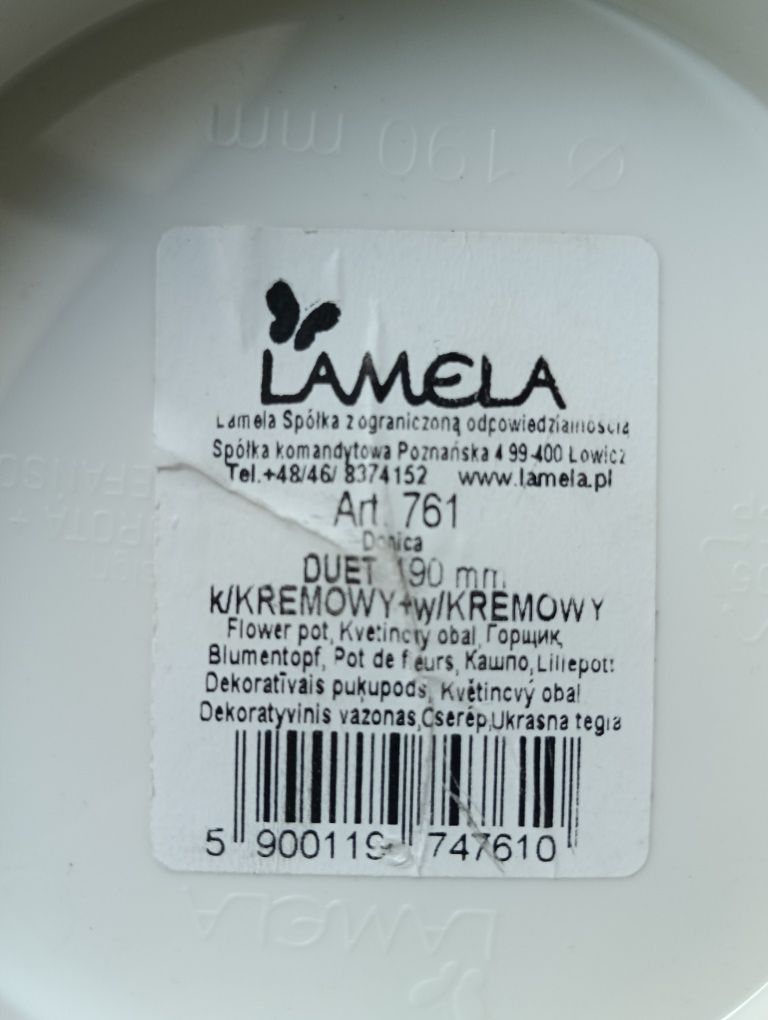 Ø 190 mm
LAMELA
Lamela Spółka z ograniczoną odpowiedzialnością
Spółka komandytowa Poznańska 4 99-400 Łowicz
Tel.+48/46/ 8374152 www.lamela.pl
Art. 761
Donica
DUET 190 mm
k/KREMOWY+w/KREMOWY
Flower pot, Kvetinový obal, Горщик,
Blumentopf, Pot de fleurs, Кашпо, Lillepott
Dekoratīvais puķupods, Květinový obal
Dekoratyvinis vazonas, Cserép, Ukrasna tegla
5 900119 747610
LAMELA